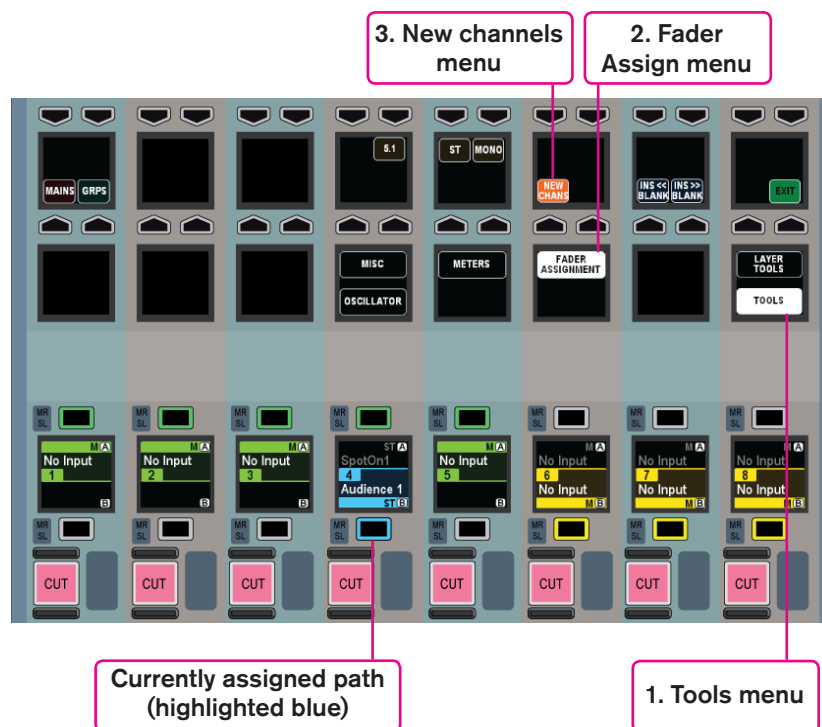 3. New channels
menu
2. Fader
Assign menu
5.1
ST MONO
MAINS GRPS
NEW
CHANS
INS << INS >>
BLANK BLANK
EXIT
MISC
METERS
FADER
ASSIGNMENT
LAYER
TOOLS
OSCILLATOR
TOOLS
MR MR MR MR MR MR MR MR
SL SL SL SL SL SL SL SL
M A
No Input
1
B
M A
No Input
2
B
M A
No Input
3
B
ST A
SpotOn1
4
Audience 1
ST B
M A
No Input
5
B
M A
No Input
6
No Input
M B
M A
No Input
7
No Input
M B
M A
No Input
8
No Input
M B
MR MR MR MR MR MR MR MR
SL SL SL SL SL SL SL SL
CUT CUT CUT CUT CUT CUT CUT CUT
Currently assigned path
(highlighted blue)
1. Tools menu